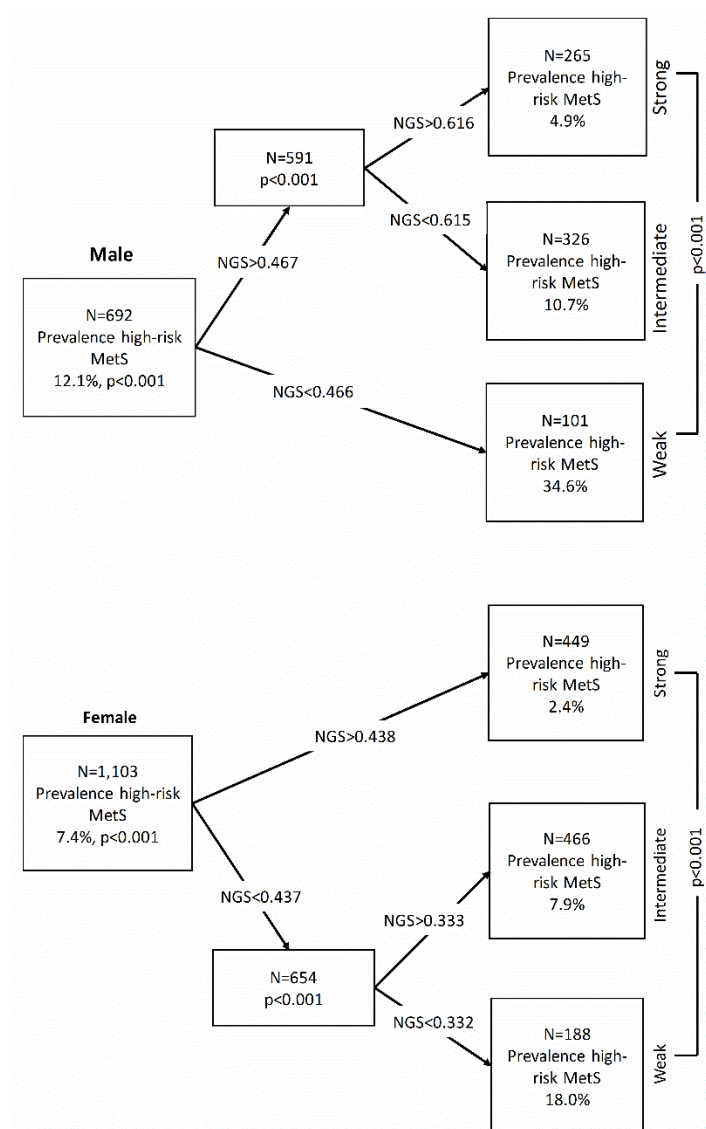 Male
N=692
Prevalence high-risk
MetS
12.1%, p<0.001
NGS>0.467
NGS<0.466
N=591
p<0.001
NGS>0.616
NGS<0.615
N=265
Prevalence high-
risk MetS
4.9%
Strong
N=326
Prevalence high-
risk MetS
10.7%
Intermediate
N=101
Prevalence high-
risk MetS
34.6%
Weak
p<0.001
Female
N=1,103
Prevalence high-risk
MetS
7.4%, p<0.001
NGS>0.438
NGS<0.437
N=654
p<0.001
NGS>0.333
NGS<0.332
N=449
Prevalence high-
risk MetS
2.4%
Strong
N=466
Prevalence high-
risk MetS
7.9%
Intermediate
N=188
Prevalence high-
risk MetS
18.0%
Weak
p<0.001